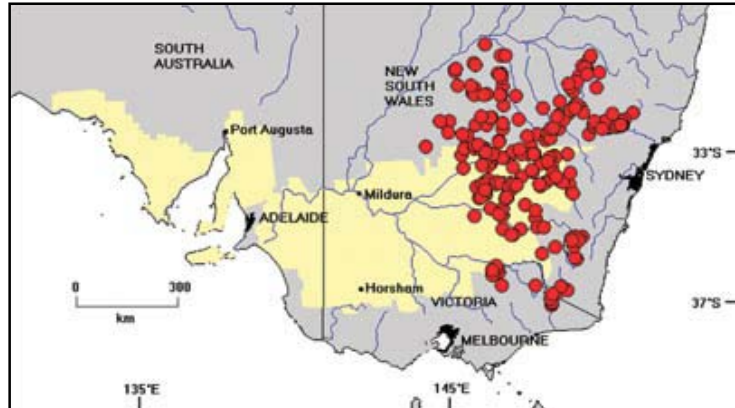 SOUTH
AUSTRALIA
NEW
SOUTH
WALES
Port Augusta
33°S
SYDNEY
Mildura
ADELAIDE
0 300
km
Horsham
VICTORIA
37°S
MELBOURNE
135°E 145°E